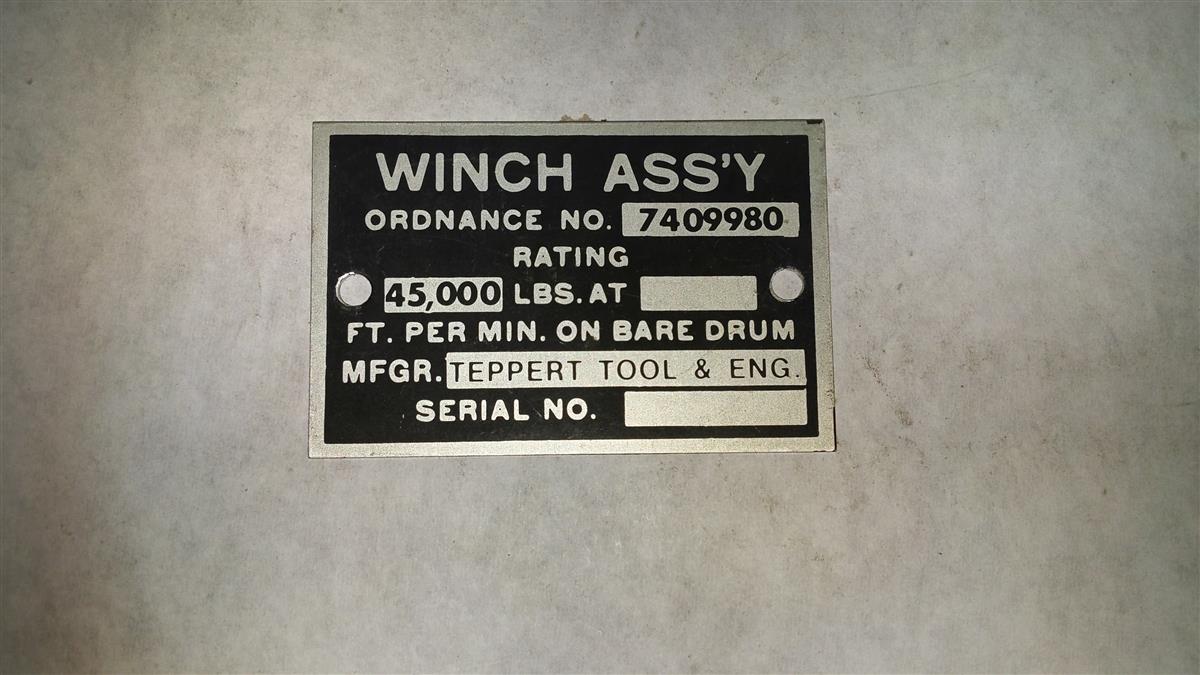 WINCH ASS'Y
ORDNANCE NO. 7409980
RATING
45,000 LBS. AT
FT. PER MIN. ON BARE DRUM
MFGR. TEPPERT TOOL & ENG.
SERIAL NO.